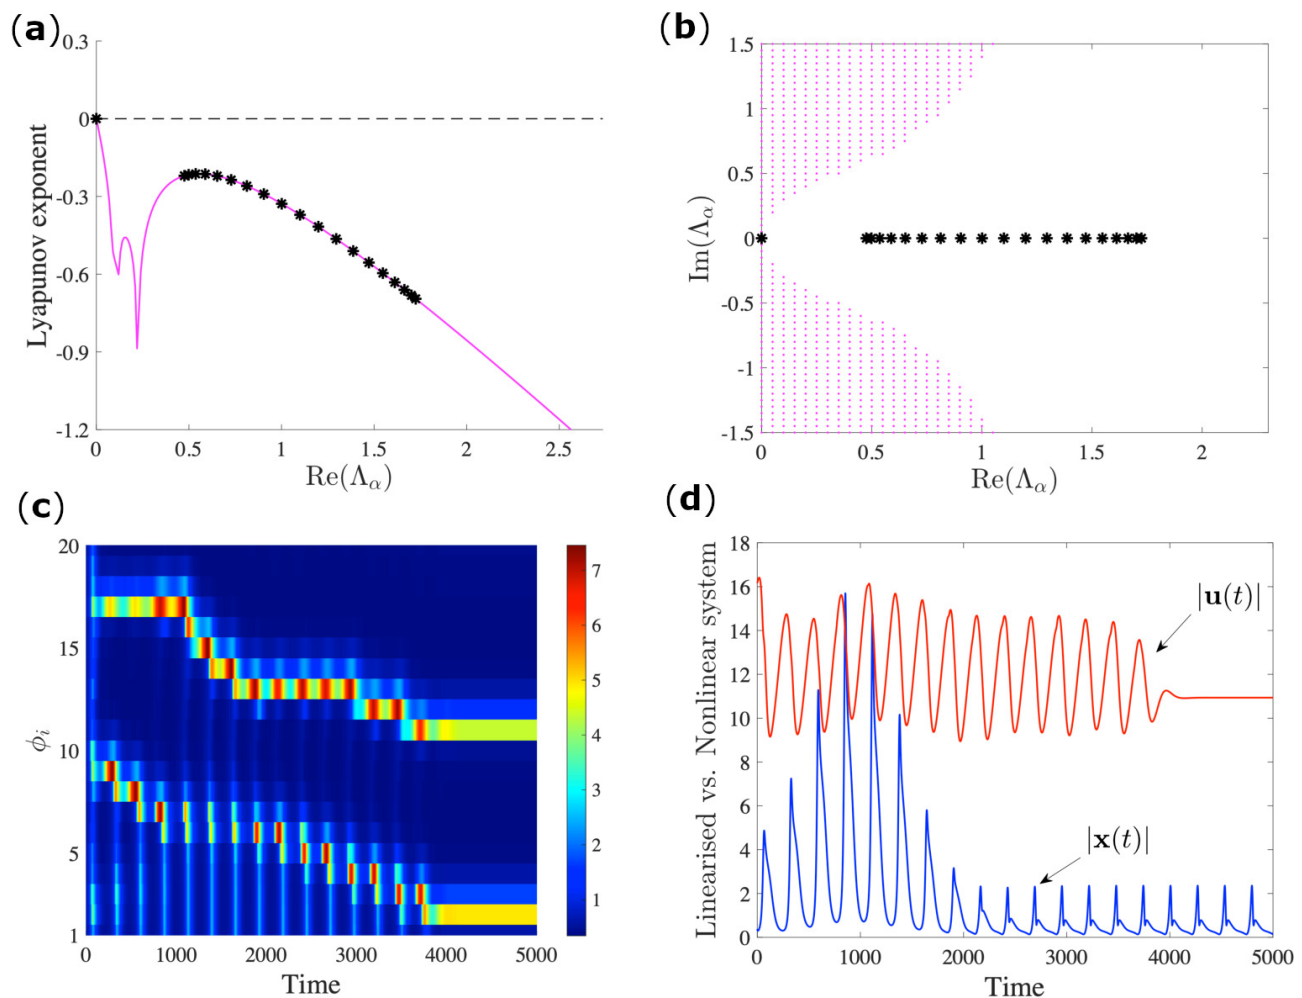 (a)
0.3
0
-0.3
-0.6
-0.9
-1.2
Lyapunov exponent
0 0.5 1 1.5 2 2.5
Re(Λα)
(b)
1.5
1
0.5
0
-0.5
-1
-1.5
Im(Λα)
0 0.5 1 1.5 2
Re(Λα)
(c)
20
15
10
5
1
ϕi
0 1000 2000 3000 4000 5000
Time
7
6
5
4
3
2
1
(d)
18
16
14
12
10
8
6
4
2
0
Linearised vs. Nonlinear system
|u(t)|
|x(t)|
0 1000 2000 3000 4000 5000
Time